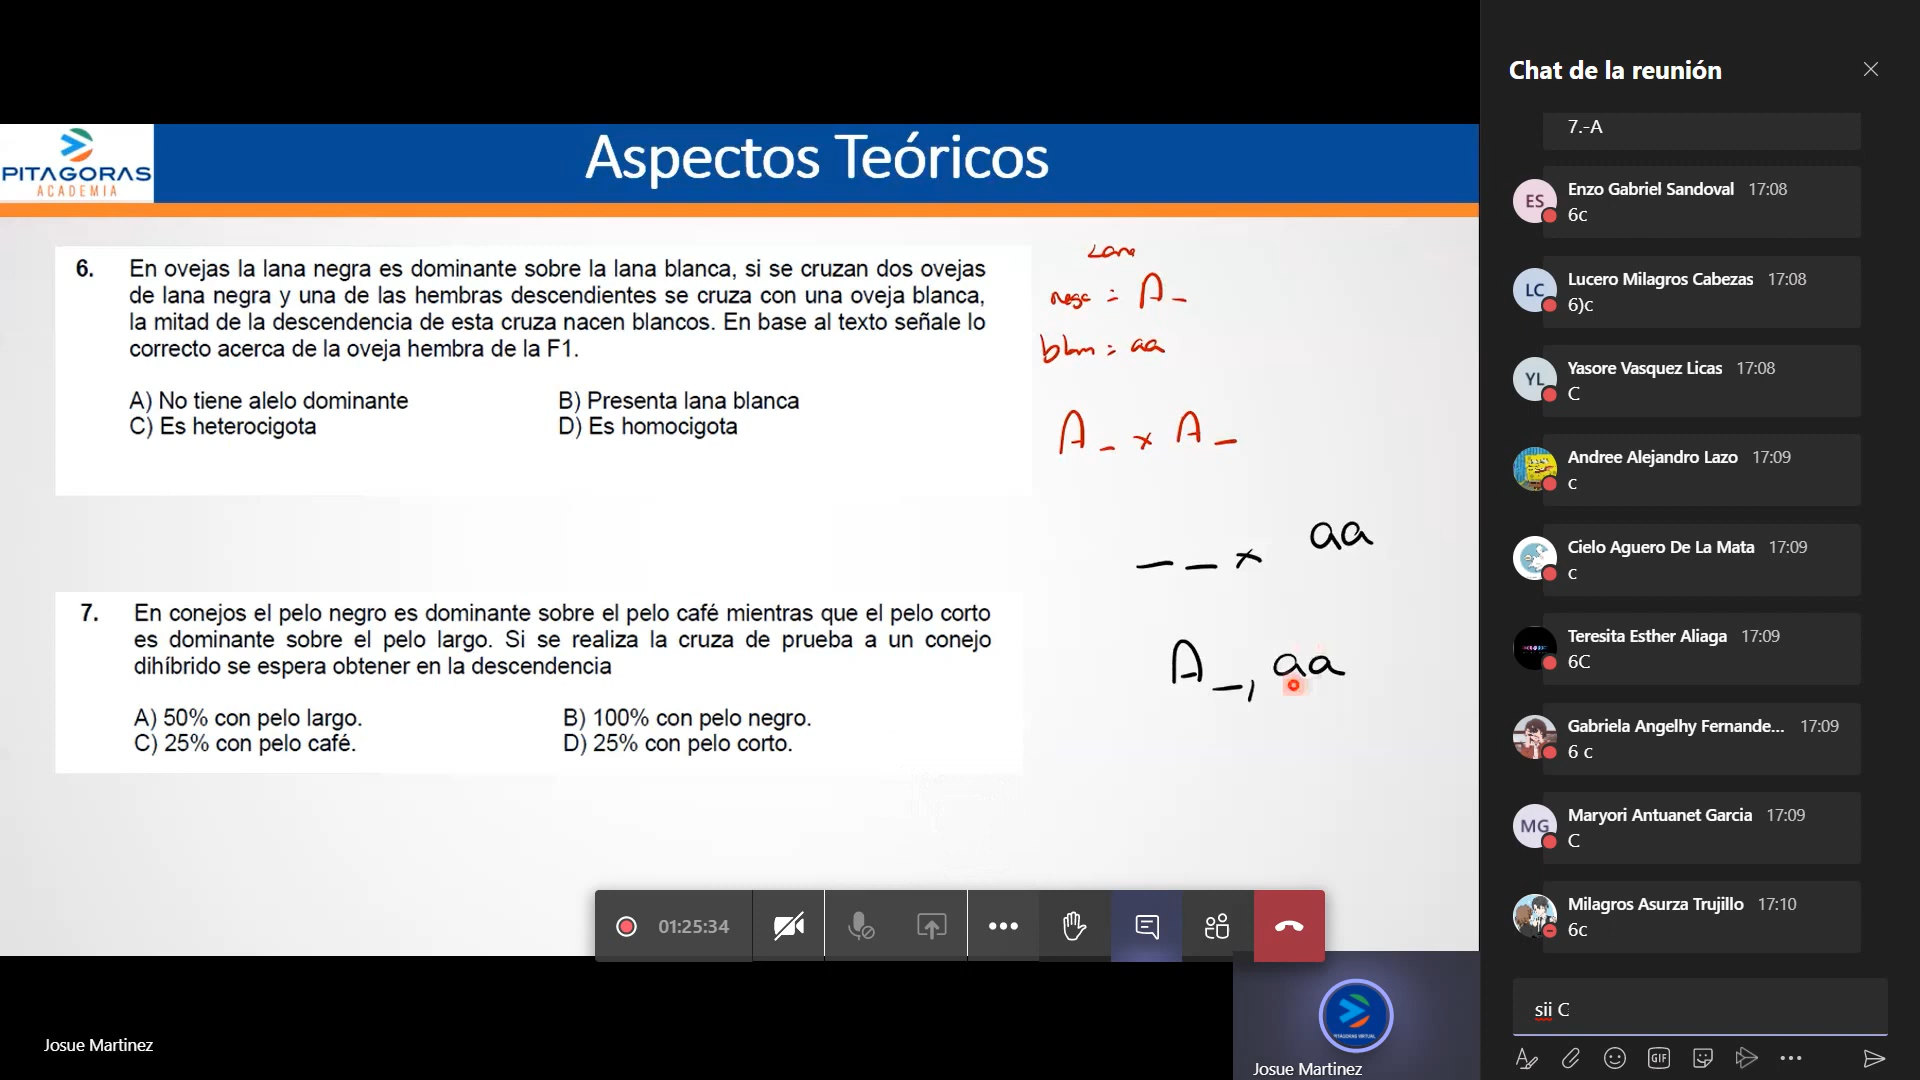 PITAGORAS
ACADEMIA
Aspectos Teóricos
6. En ovejas la lana negra es dominante sobre la lana blanca, si se cruzan dos ovejas
de lana negra y una de las hembras descendientes se cruza con una oveja blanca,
la mitad de la descendencia de esta cruza nacen blancos. En base al texto señale lo
correcto acerca de la oveja hembra de la F1.
A) No tiene alelo dominante B) Presenta lana blanca
C) Es heterocigota D) Es homocigota
Lana
= A _
= aa
A _ x A _
_ _ x aa
A _, aa
7. En conejos el pelo negro es dominante sobre el pelo café mientras que el pelo corto
es dominante sobre el pelo largo. Si se realiza la cruza de prueba a un conejo
dihíbrido se espera obtener en la descendencia
A) 50% con pelo largo. B) 100% con pelo negro.
C) 25% con pelo café. D) 25% con pelo corto.
01:25:34
Josue Martinez
PITAGORAS VIRTUAL
Josue Martinez
Chat de la reunión
7.-A
ES Enzo Gabriel Sandoval 17:08
6c
LC Lucero Milagros Cabezas 17:08
6)c
YL Yasore Vasquez Licas 17:08
C
Andree Alejandro Lazo 17:09
c
Cielo Aguero De La Mata 17:09
c
Teresita Esther Aliaga 17:09
6C
Gabriela Angelhy Fernande... 17:09
6 c
MG Maryori Antuanet Garcia 17:09
C
Milagros Asurza Trujillo 17:10
6c
sii C
GIF